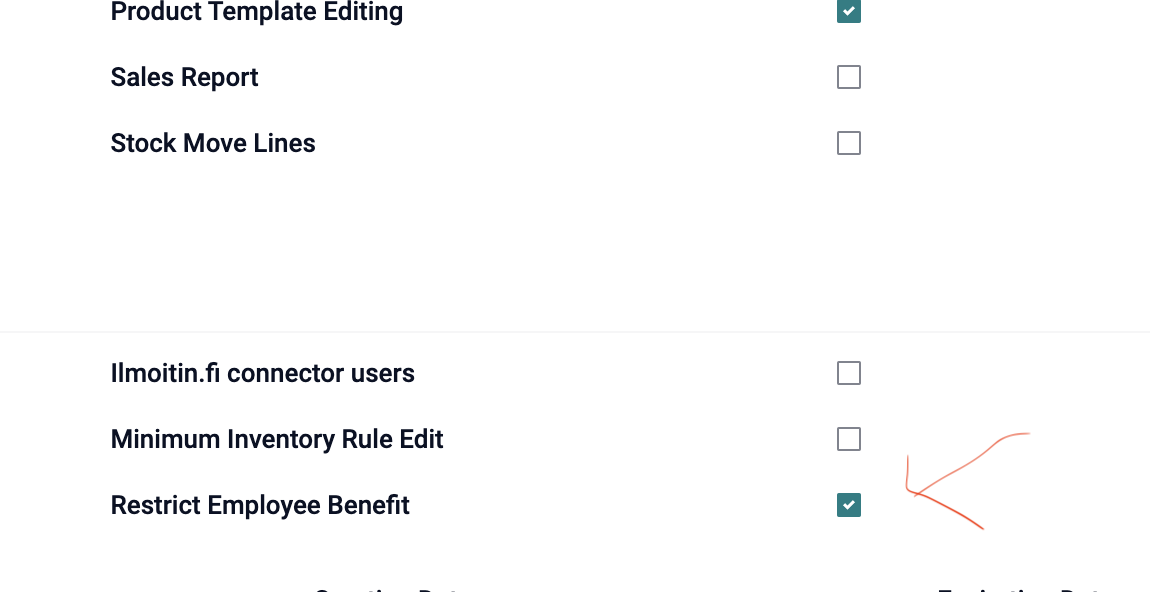 Product Template Editing
Sales Report
Stock Move Lines
Ilmoitin.fi connector users
Minimum Inventory Rule Edit
Restrict Employee Benefit